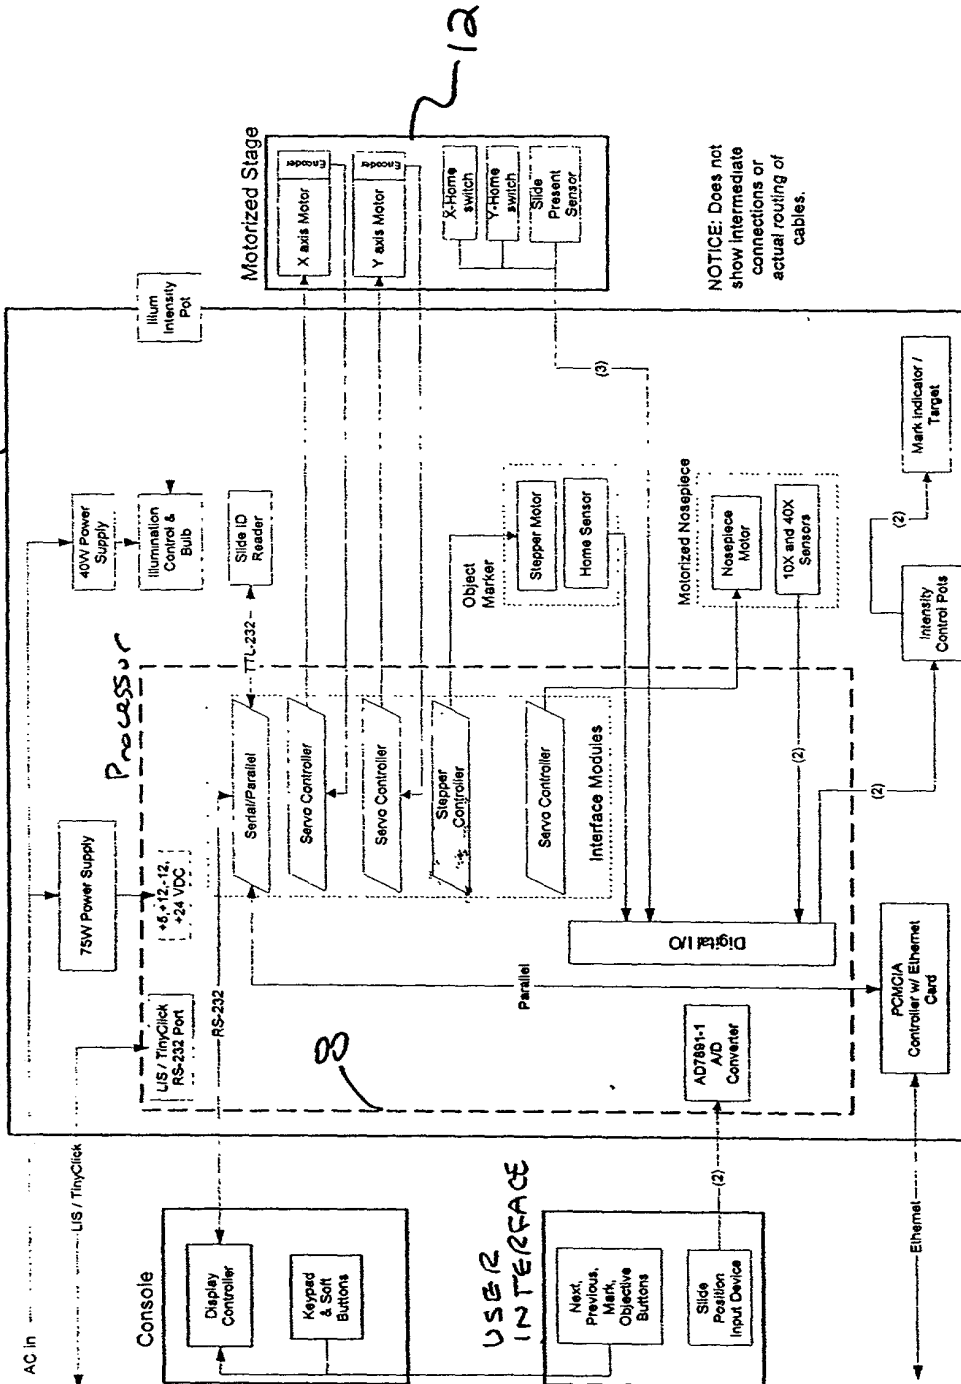 12
Motorized Stage
X axis Motor
Encoder
Y axis Motor
Encoder
X-Home
switch
Y-Home
switch
Slide
Present
Sensor
NOTICE: Does not
show intermediate
connections or
actual routing of
cables.
Illum
Intensity
Pot
40W Power
Supply
Illumination
Control &
Bulb
Slide ID
Reader
TTL-232
(3)
Object
Marker
Stepper Motor
Home Sensor
Motorized Nosepiece
Nosepiece
Motor
10X and 40X
Sensors
(2)
Mark Indicator /
Target
(2)
Intensity
Control Pots
(2)
Processor
75W Power Supply
+5,+12,-12,
+24 VDC
Serial/Parallel
Servo Controller
Servo Controller
Stepper
Controller
Servo Controller
Interface Modules
Digital I/O
LIS / TinyClick
RS-232 Port
RS-232
Parallel
8
AD7891-1
A/D
Converter
PCMCIA
Controller w/ Ethernet
Card
AC in
LIS / TinyClick
Console
Display
Controller
Keypad
& Soft
Buttons
USER
INTERFACE
Next,
Previous,
Mark,
Objective
Buttons
Slide
Position
Input Device
(2)
Ethernet